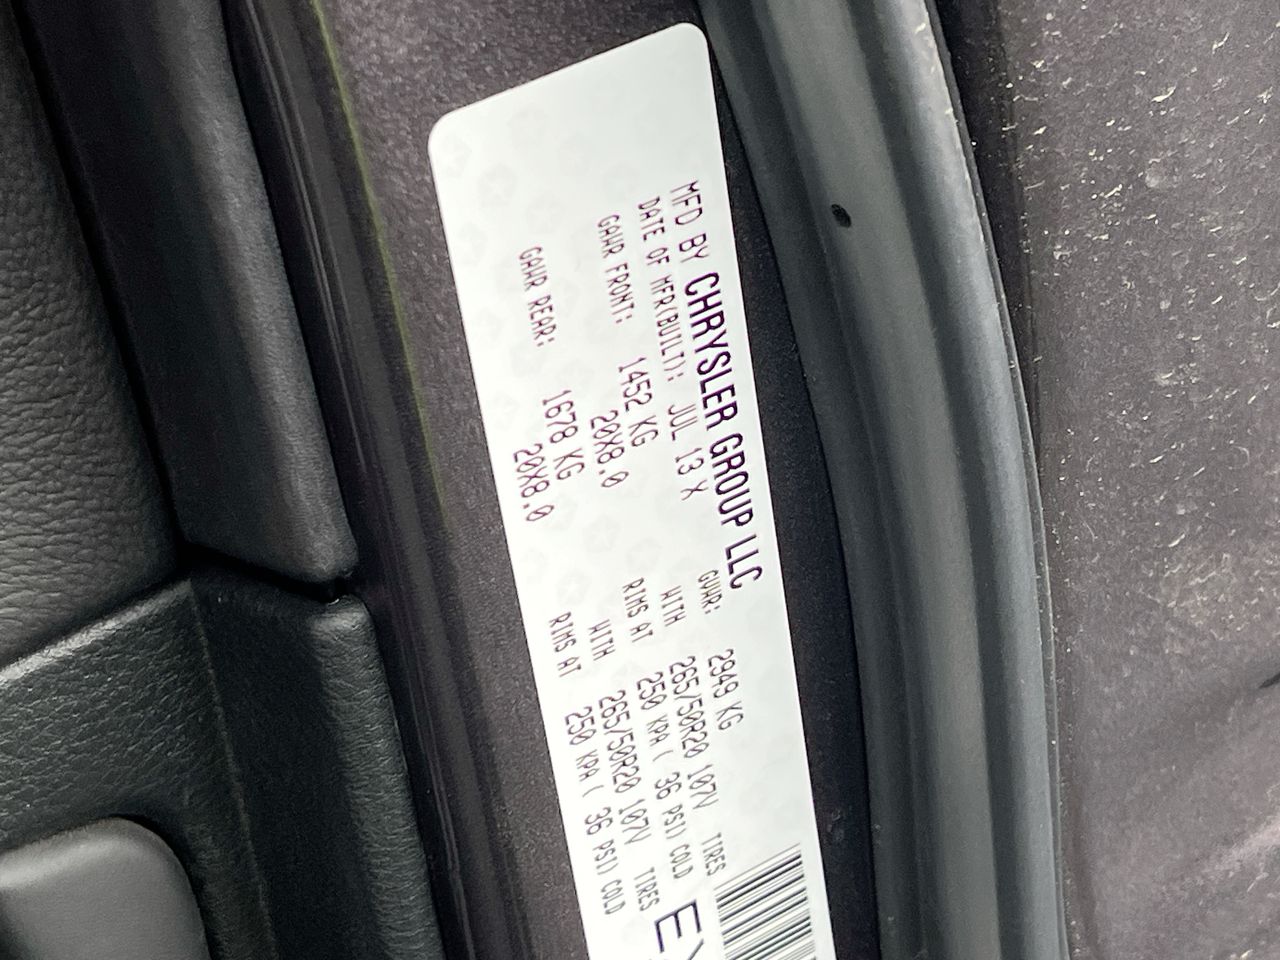 MFD BY CHRYSLER GROUP LLC
DATE OF MFR(BUILT): JUL 13 X GVWR: 2949 KG
GAWR FRONT: 1452 KG WITH 265/50R20 107V TIRES
20X8.0 RIMS AT 250 KPA ( 36 PSI) COLD
GAWR REAR: 1678 KG WITH 265/50R20 107V TIRES
20X8.0 RIMS AT 250 KPA ( 36 PSI) COLD